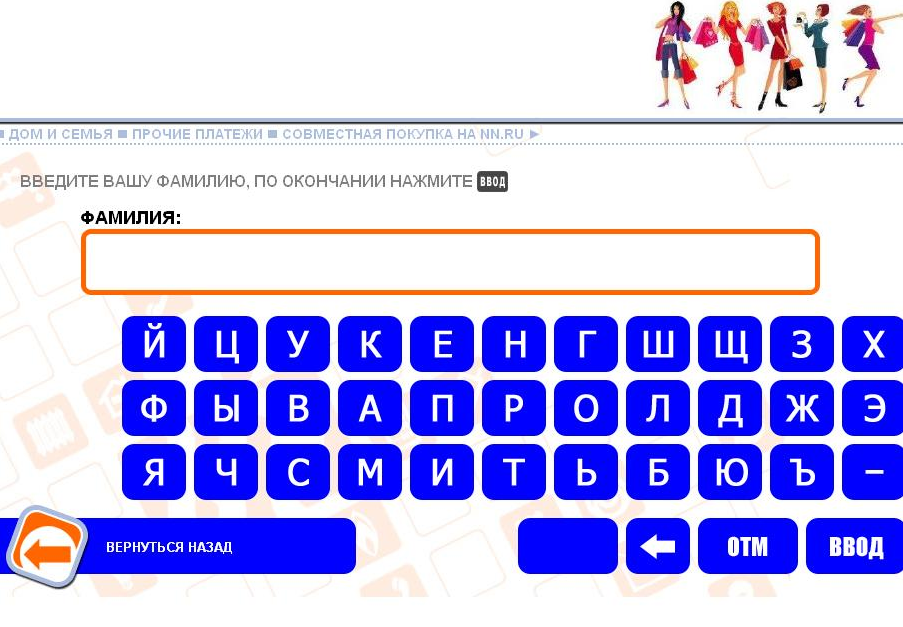 ДОМ И СЕМЬЯ ■ ПРОЧИЕ ПЛАТЕЖИ ■ СОВМЕСТНАЯ ПОКУПКА НА NN.RU ►
ВВЕДИТЕ ВАШУ ФАМИЛИЮ, ПО ОКОНЧАНИИ НАЖМИТЕ ВВОД
ФАМИЛИЯ:
Й Ц У К Е Н Г Ш Щ З Х
Ф Ы В А П Р О Л Д Ж Э
Я Ч С М И Т Ь Б Ю Ъ –
ВЕРНУТЬСЯ НАЗАД ОТМ ВВОД